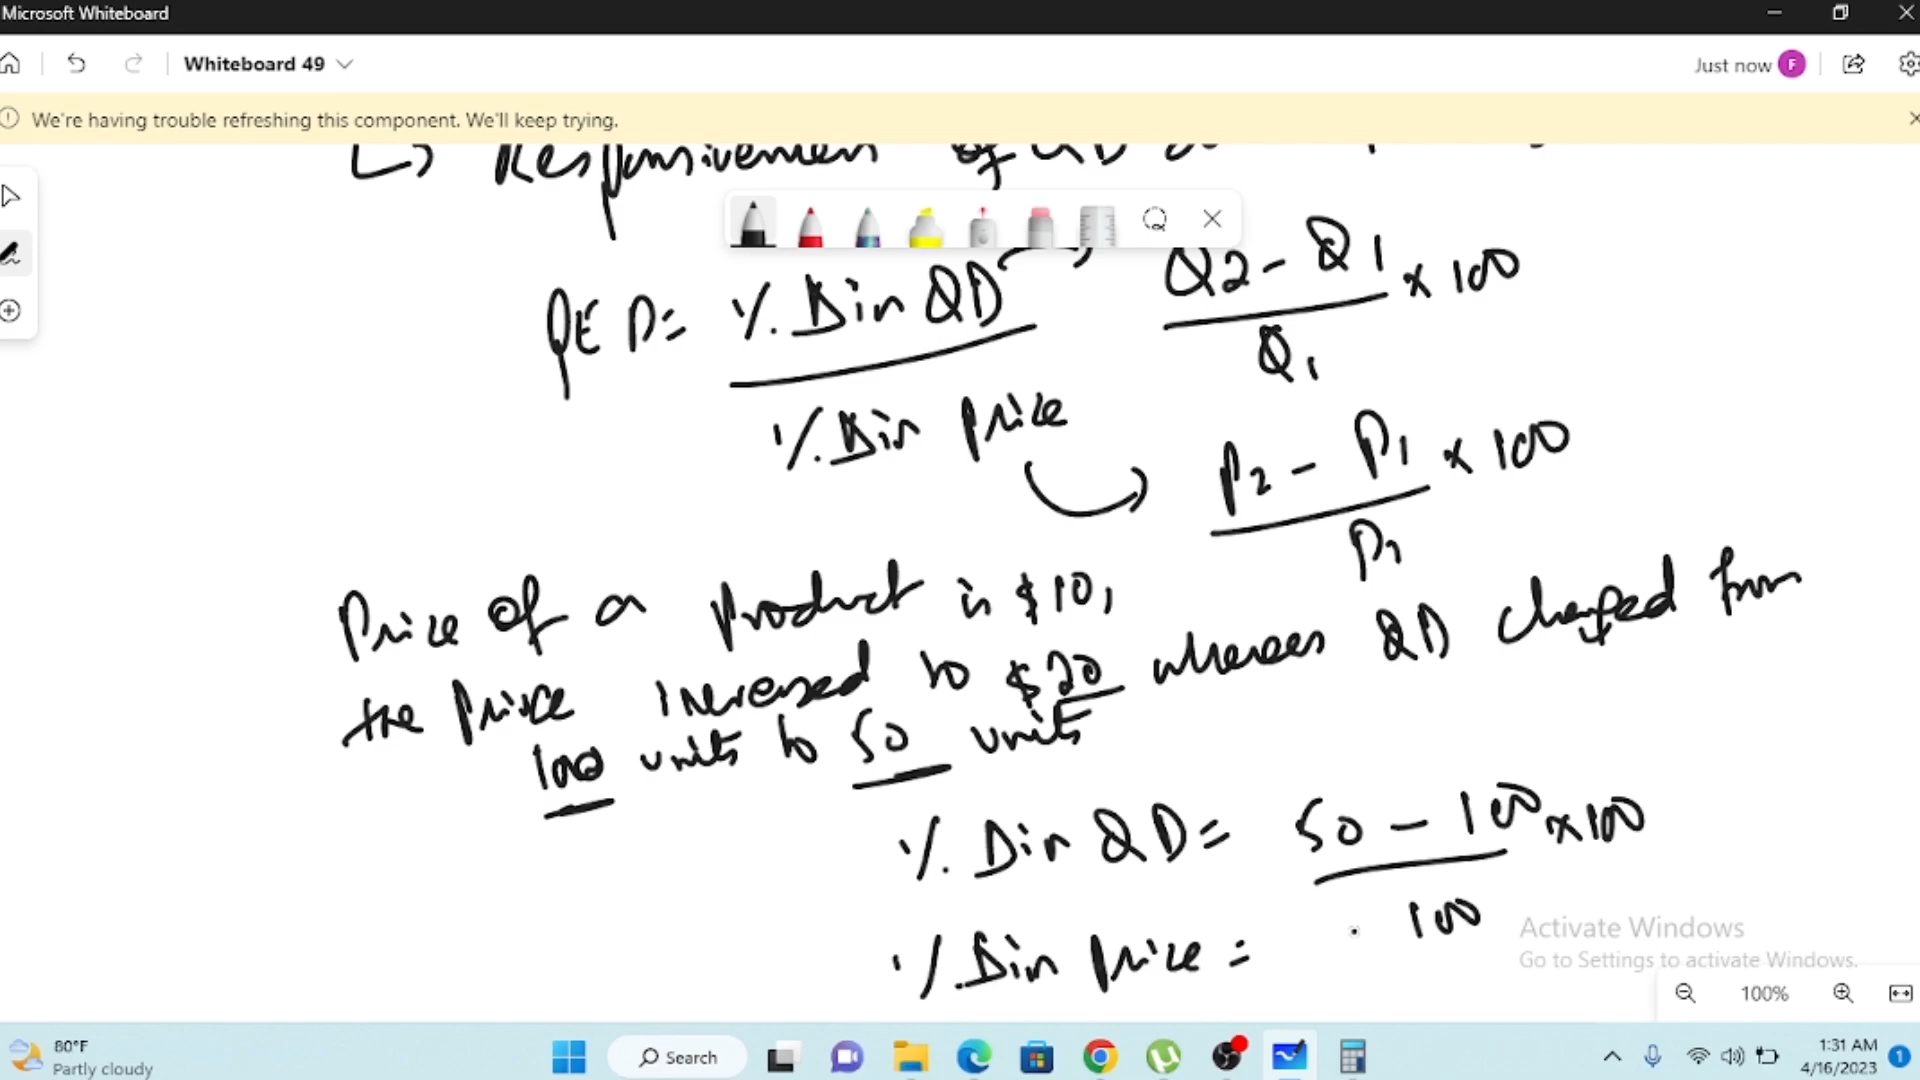 Microsoft Whiteboard
Whiteboard 49
Just now F
We're having trouble refreshing this component. We'll keep trying.
of QD
PED = % Δ in QD → Q2 - Q1 / Q1 × 100
% Δ in price → P2 - P1 / P1 × 100
Price of a product is $10,
the price increased to $20 whereas QD changed from
100 units to 50 units
% Δ in QD = 50 - 100 / 100 × 100
% Δ in price =
Activate Windows
Go to Settings to activate Windows.
100%
80°F
Partly cloudy
Search
1:31 AM
4/16/2023
1